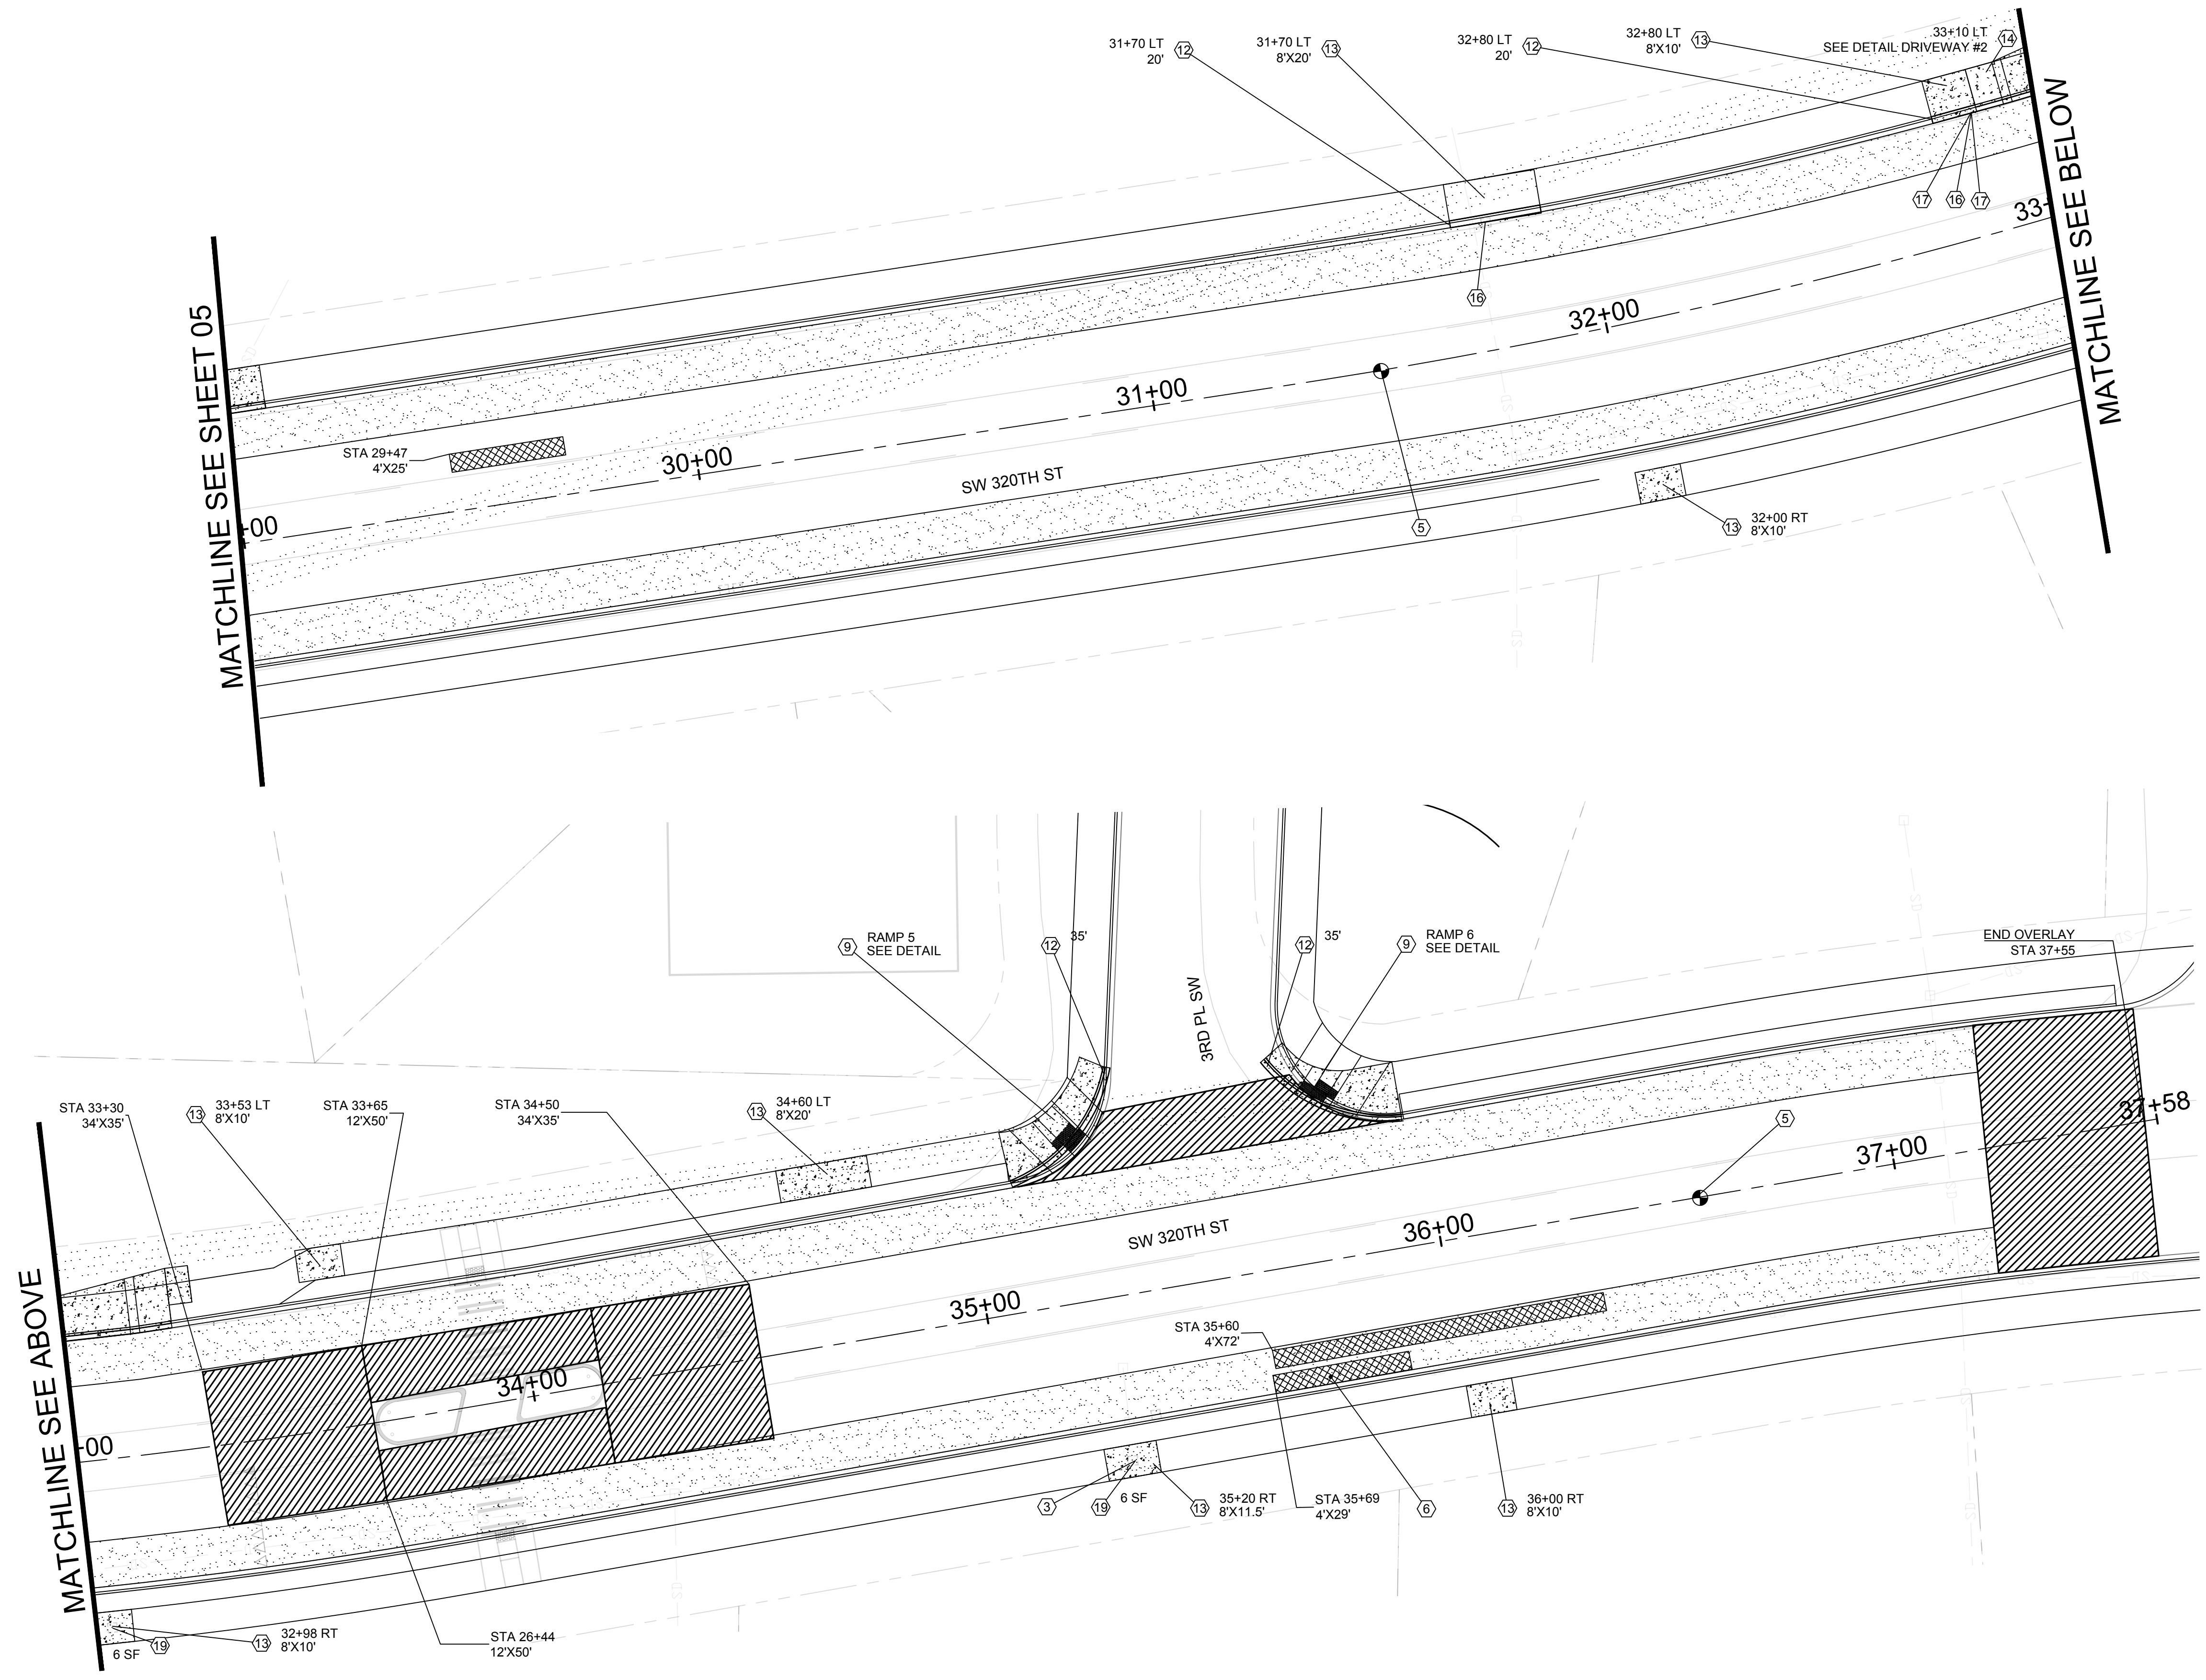 31+70 LT
20'
12
31+70 LT
8'X20'
13
32+80 LT
20'
12
32+80 LT
8'X10'
13
33+10 LT
SEE DETAIL DRIVEWAY #2
14
MATCHLINE SEE SHEET 05
MATCHLINE SEE BELOW
17
16
17
33+
16
32+00
31+00
30+00
STA 29+47
4'X25'
SW 320TH ST
+00
5
13
32+00 RT
8'X10'
9
RAMP 5
SEE DETAIL
12
35'
12
35'
9
RAMP 6
SEE DETAIL
END OVERLAY
STA 37+55
3RD PL SW
STA 33+30
34'X35'
13
33+53 LT
8'X10'
STA 33+65
12'X50'
STA 34+50
34'X35'
13
34+60 LT
8'X20'
5
37+58
37+00
36+00
SW 320TH ST
35+00
34+00
+00
MATCHLINE SEE ABOVE
STA 35+60
4'X72'
3
19
6 SF
13
35+20 RT
8'X11.5'
STA 35+69
4'X29'
6
13
36+00 RT
8'X10'
6 SF
19
13
32+98 RT
8'X10'
STA 26+44
12'X50'